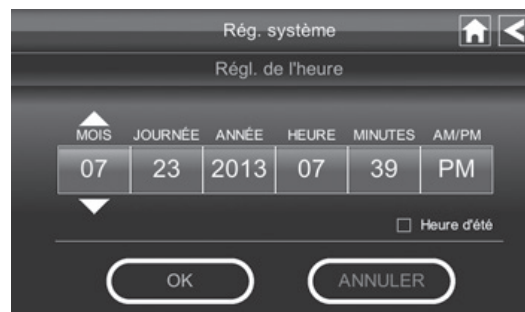 Rég. système
Régl. de l'heure
MOIS JOURNÉE ANNÉE HEURE MINUTES AM/PM
07 23 2013 07 39 PM
Heure d'été
OK ANNULER